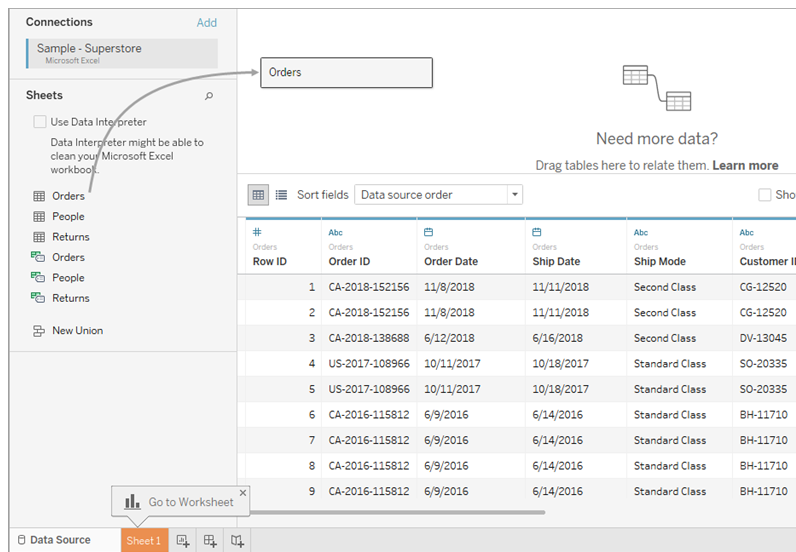 Connections Add
Sample - Superstore
Microsoft Excel
Sheets
Use Data Interpreter
Data Interpreter might be able to
clean your Microsoft Excel
workbook.
Orders
People
Returns
Orders
People
Returns
New Union
Orders
Need more data?
Drag tables here to relate them. Learn more
Sort fields Data source order Sho
# Abc Abc Abc
Orders Orders Orders Orders Orders Orders
Row ID Order ID Order Date Ship Date Ship Mode Customer I
1 CA-2018-152156 11/8/2018 11/11/2018 Second Class CG-12520
2 CA-2018-152156 11/8/2018 11/11/2018 Second Class CG-12520
3 CA-2018-138688 6/12/2018 6/16/2018 Second Class DV-13045
4 US-2017-108966 10/11/2017 10/18/2017 Standard Class SO-20335
5 US-2017-108966 10/11/2017 10/18/2017 Standard Class SO-20335
6 CA-2016-115812 6/9/2016 6/14/2016 Standard Class BH-11710
7 CA-2016-115812 6/9/2016 6/14/2016 Standard Class BH-11710
8 CA-2016-115812 6/9/2016 6/14/2016 Standard Class BH-11710
9 CA-2016-115812 6/9/2016 6/14/2016 Standard Class BH-11710
Go to Worksheet
Data Source Sheet 1